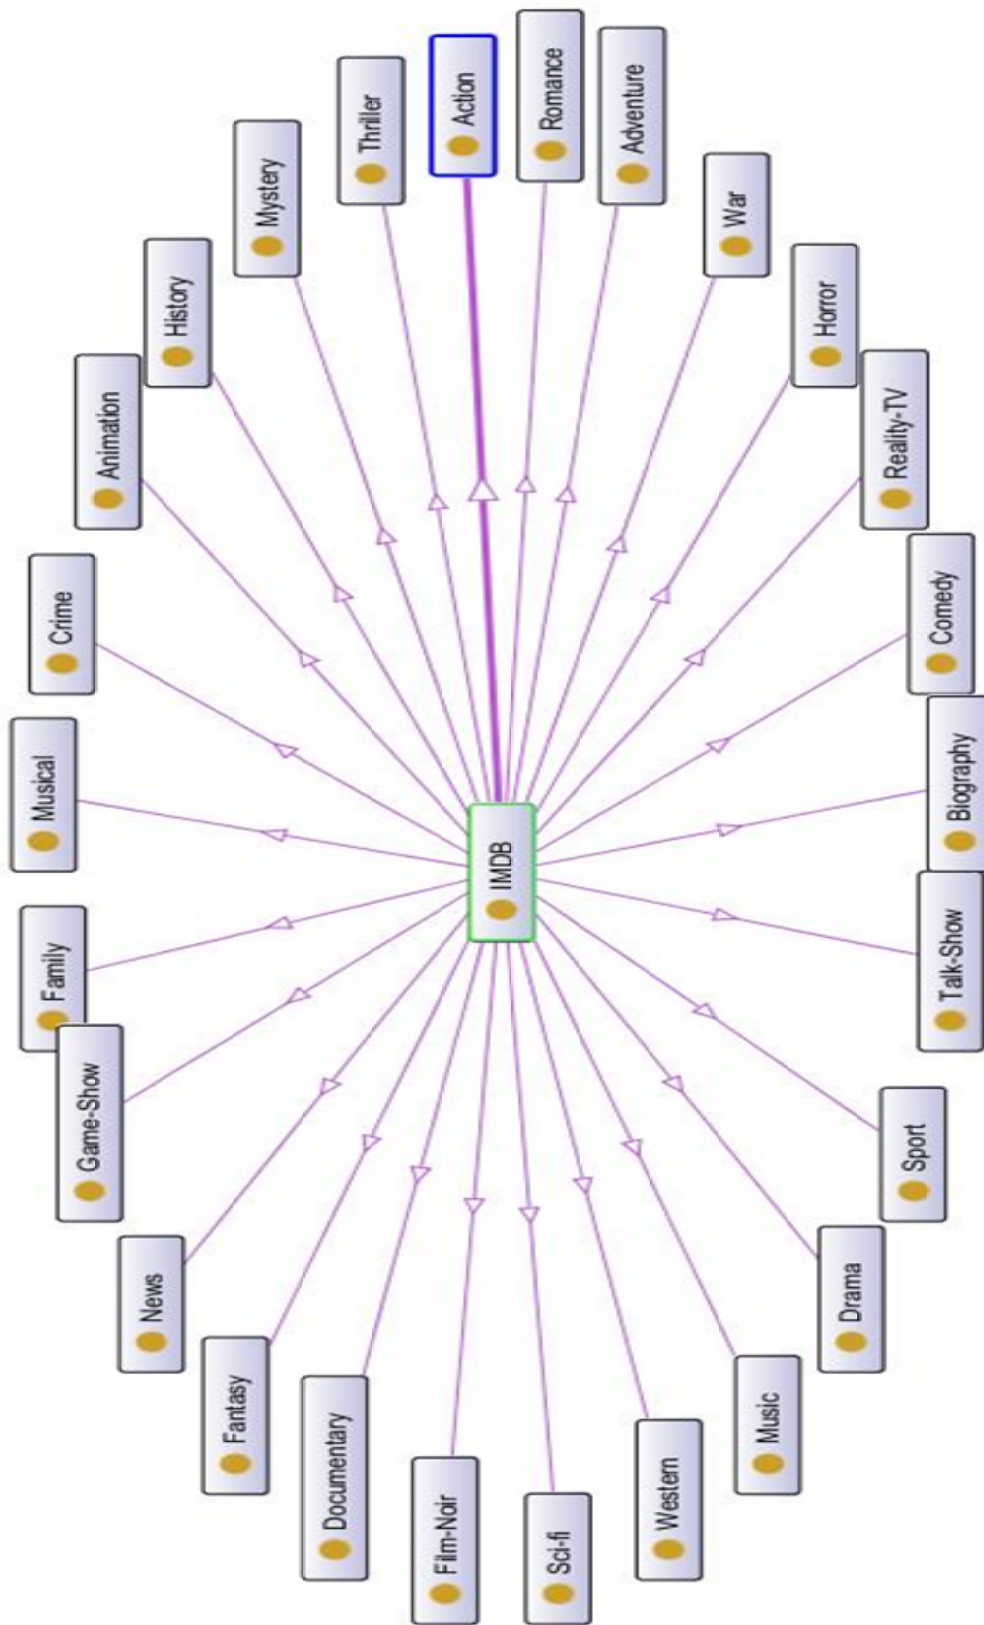 Action
Romance
Adventure
Thriller
Mystery
War
History
Horror
Animation
Reality-TV
Crime
Comedy
Musical
Biography
IMDB
Family
Talk-Show
Game-Show
Sport
News
Drama
Fantasy
Music
Documentary
Western
Film-Noir
Sci-fi